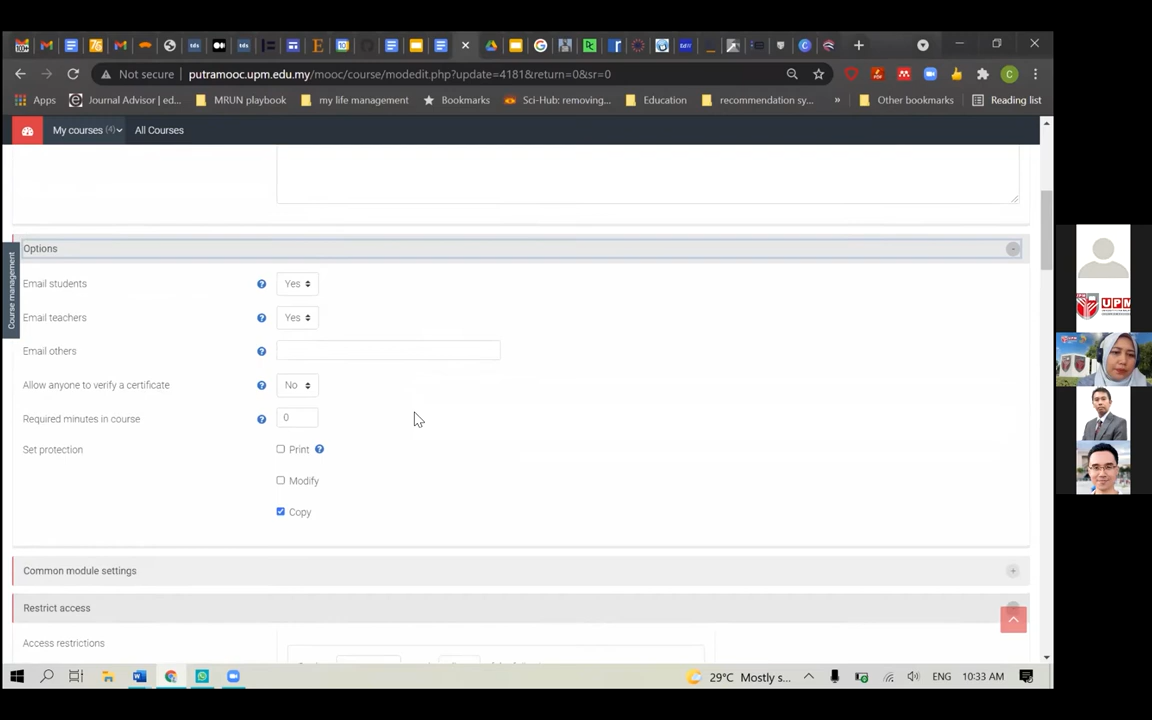 Not secure putramooc.upm.edu.my/mooc/course/modedit.php?update=4181&return=0&sr=0
Apps Journal Advisor | ed... MRUN playbook my life management Bookmarks Sci-Hub: removing... Education recommendation sy... » Other bookmarks Reading list
My courses (4) All Courses
Course management
Options
Email students Yes
Email teachers Yes
Email others
Allow anyone to verify a certificate No
Required minutes in course 0
Set protection Print
Modify
Copy
Common module settings
Restrict access
Access restrictions
UPM
29°C Mostly s... ENG 10:33 AM